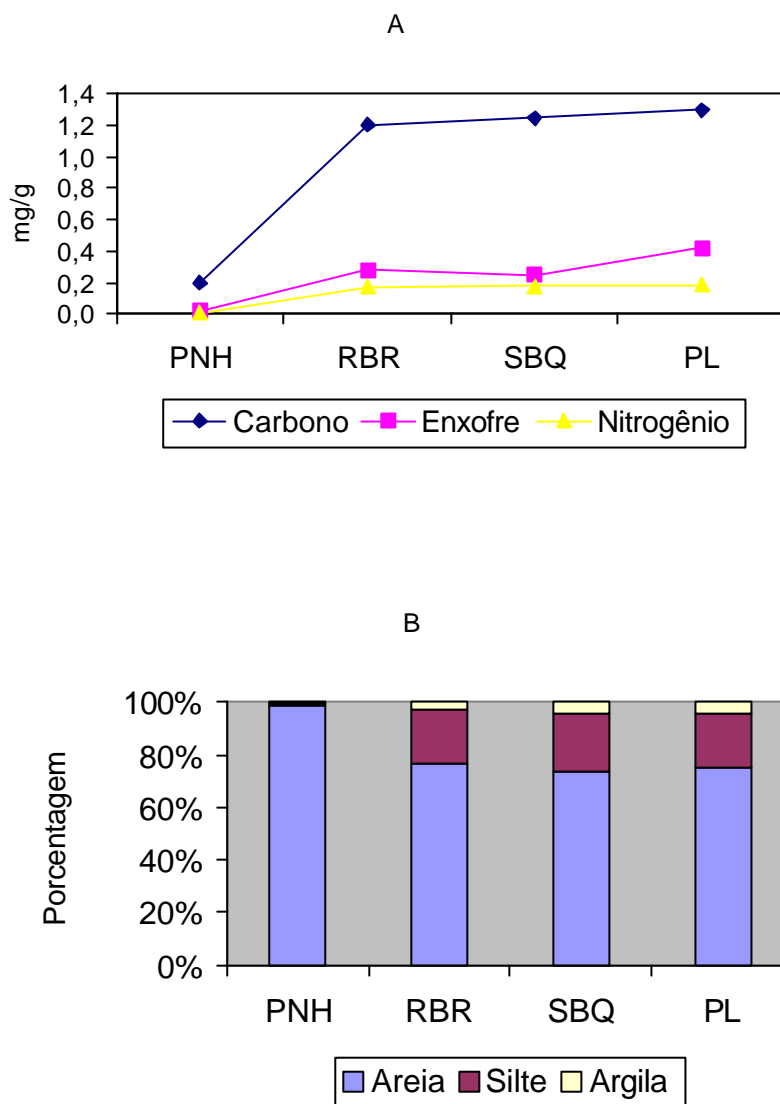 A
1,4
1,2
1,0
0,8
0,6
0,4
0,2
0,0
mg/g
PNH RBR SBQ PL
Carbono Enxofre Nitrogênio
B
100%
80%
60%
40%
20%
0%
Porcentagem
PNH RBR SBQ PL
Areia Silte Argila